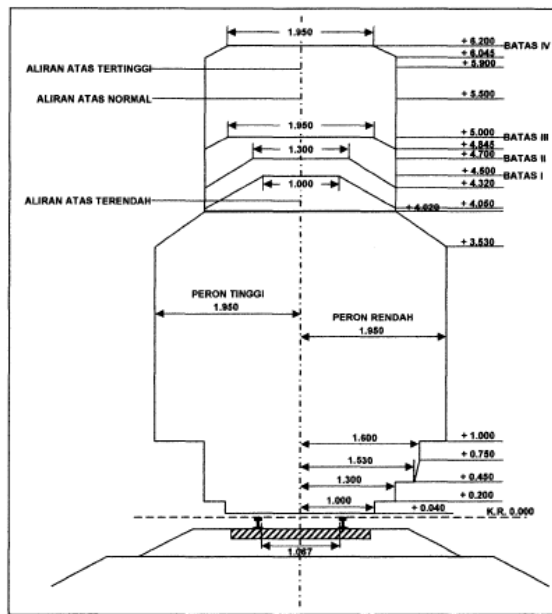 1.950
+ 6.200 BATAS IV
+ 6.045
+ 5.900
ALIRAN ATAS TERTINGGI
ALIRAN ATAS NORMAL
+ 5.500
1.950
+ 5.000 BATAS III
+ 4.845
1.300
+ 4.700 BATAS II
+ 4.500 BATAS I
1.000
+ 4.320
ALIRAN ATAS TERENDAH
+ 4.050
+ 4.020
+ 3.530
PERON TINGGI
1.950
PERON RENDAH
1.950
1.600
+ 1.000
+ 0.750
1.530
+ 0.450
1.300
+ 0.200
1.000
+ 0.040
K.R. 0.000
1.067